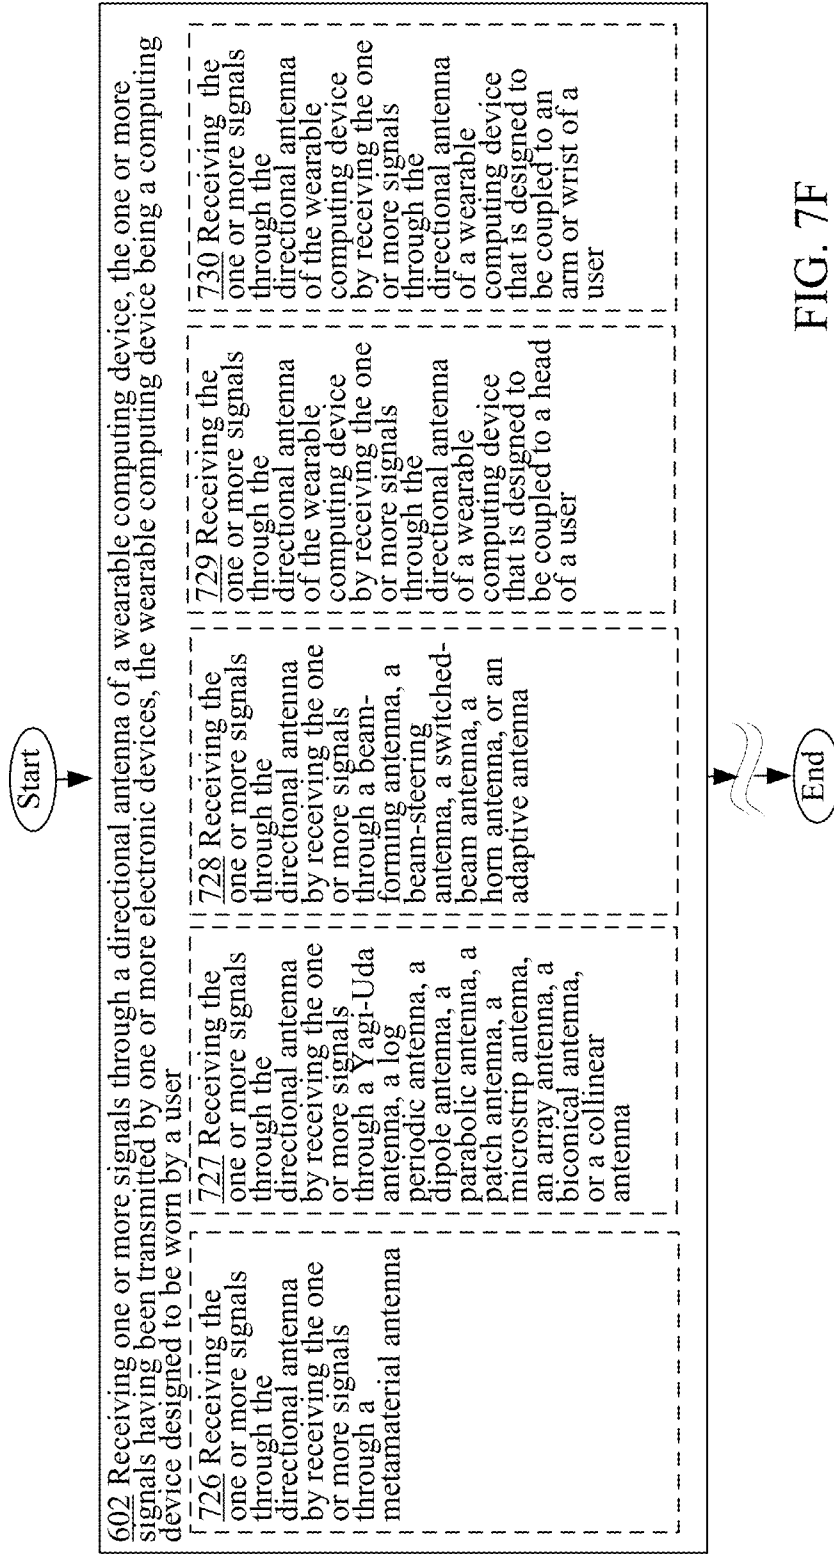 Start
602 Receiving one or more signals through a directional antenna of a wearable computing device, the one or more
signals having been transmitted by one or more electronic devices, the wearable computing device being a computing
device designed to be worn by a user
726 Receiving the
one or more signals
through the
directional antenna
by receiving the one
or more signals
through a
metamaterial antenna
727 Receiving the
one or more signals
through the
directional antenna
by receiving the one
or more signals
through a Yagi-Uda
antenna, a log
periodic antenna, a
dipole antenna, a
parabolic antenna, a
patch antenna, a
microstrip antenna,
an array antenna, a
biconical antenna,
or a collinear
antenna
728 Receiving the
one or more signals
through the
directional antenna
by receiving the one
or more signals
through a beam-
forming antenna, a
beam-steering
antenna, a switched-
beam antenna, a
horn antenna, or an
adaptive antenna
729 Receiving the
one or more signals
through the
directional antenna
of the wearable
computing device
by receiving the one
or more signals
through the
directional antenna
of a wearable
computing device
that is designed to
be coupled to a head
of a user
730 Receiving the
one or more signals
through the
directional antenna
of the wearable
computing device
by receiving the one
or more signals
through the
directional antenna
of a wearable
computing device
that is designed to
be coupled to an
arm or wrist of a
user
End
FIG. 7F